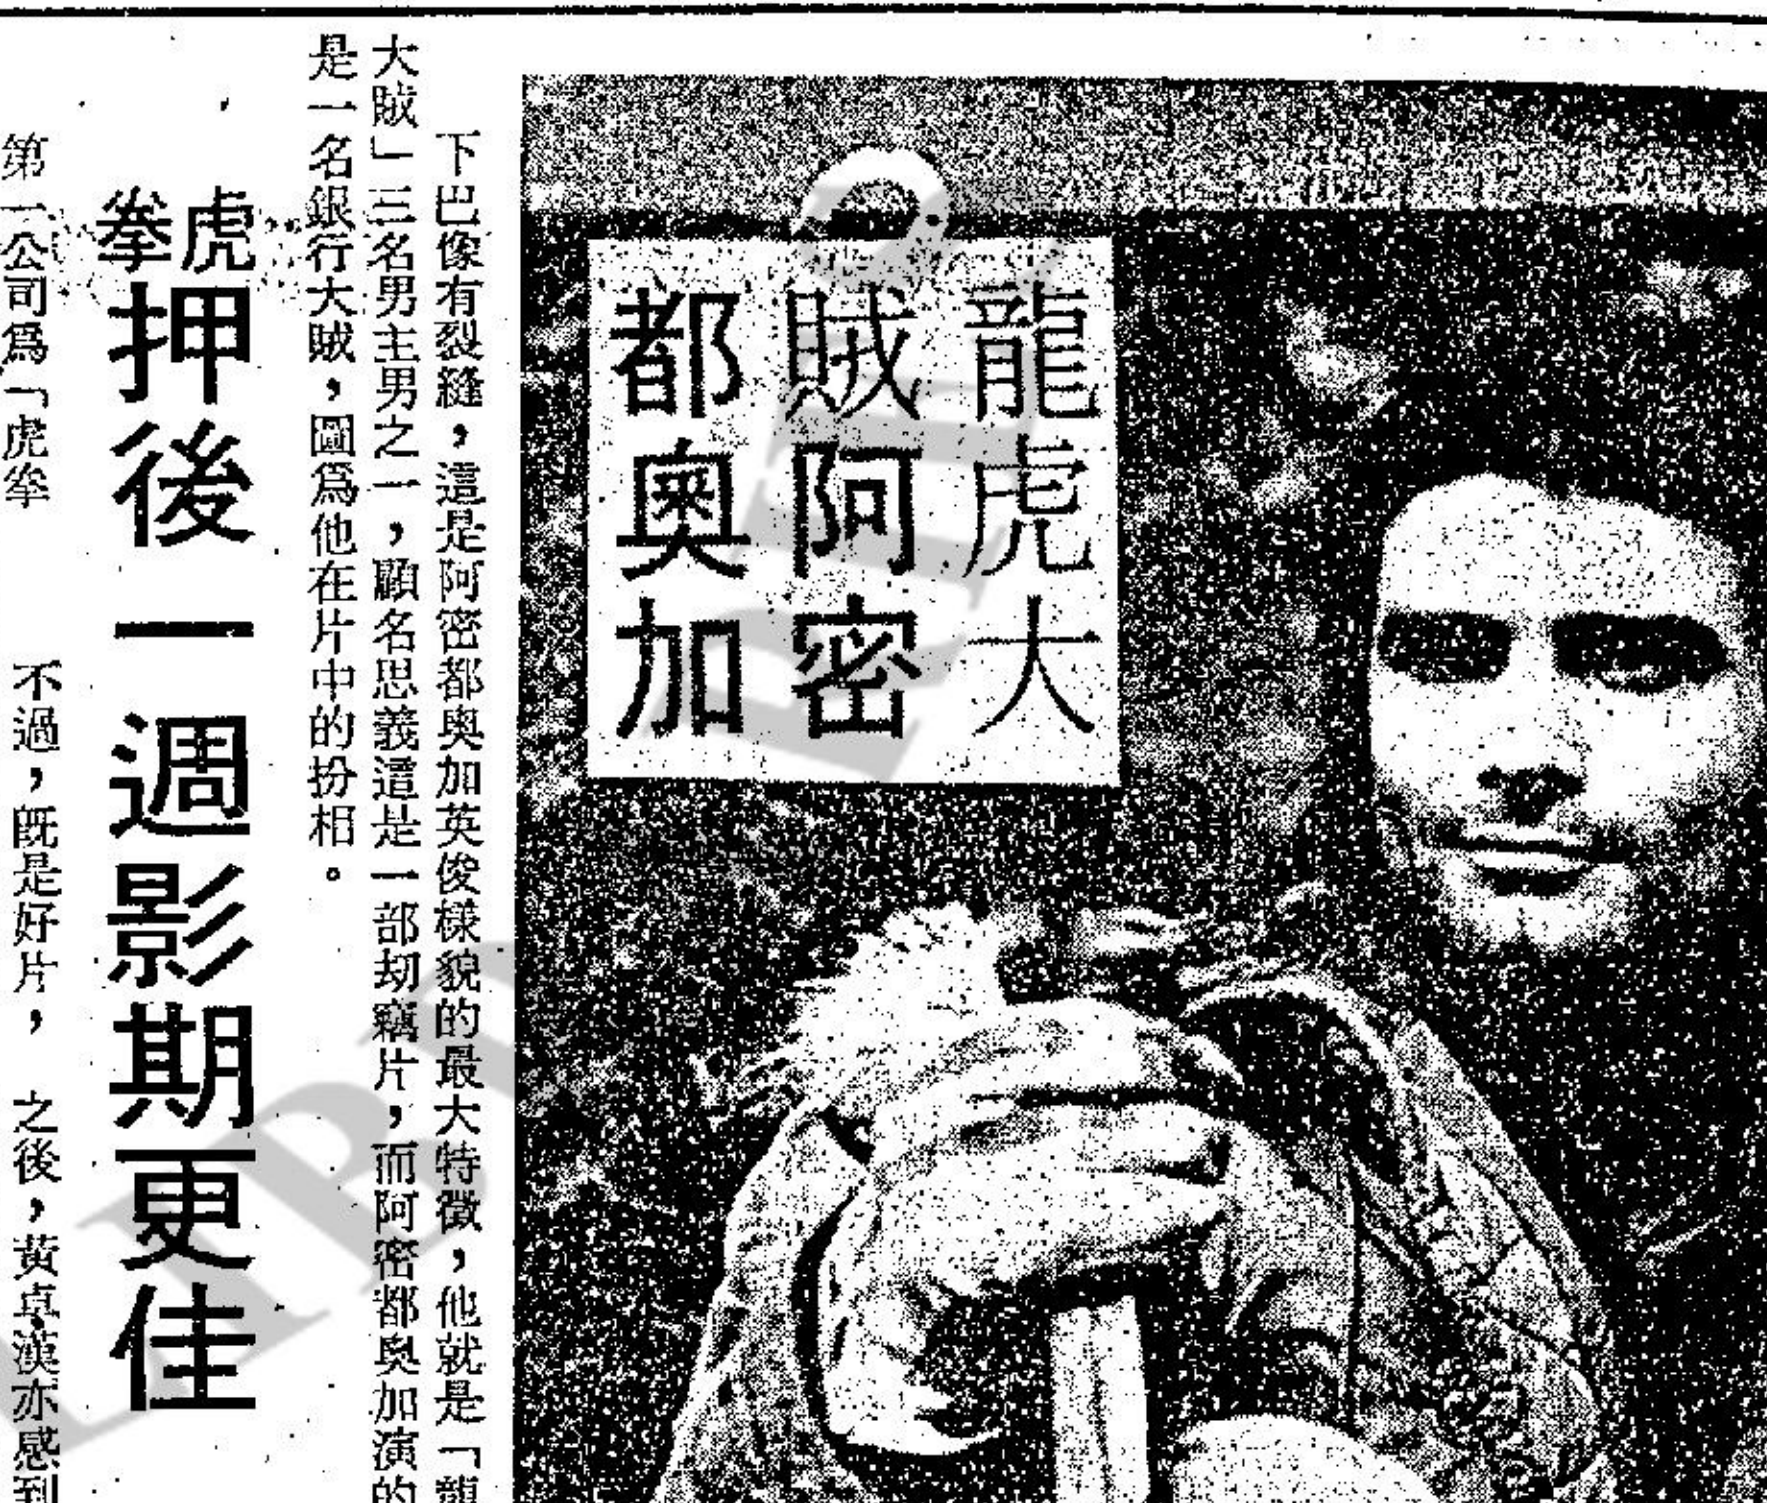 龍虎大
賊阿密
都奧加
下巴像有裂縫，這是阿密都奧加英俊樣貌的最大特徵，他就是「龍
大賊」三名男主男之一，顧名思義這是一部刼竊片，而阿密都奧加演的
是一名銀行大賊，圖爲他在片中的扮相。
虎拳押後一週影期更佳
第一公司爲「虎拳
不過，旣是好片，之後，黃卓漢亦感到